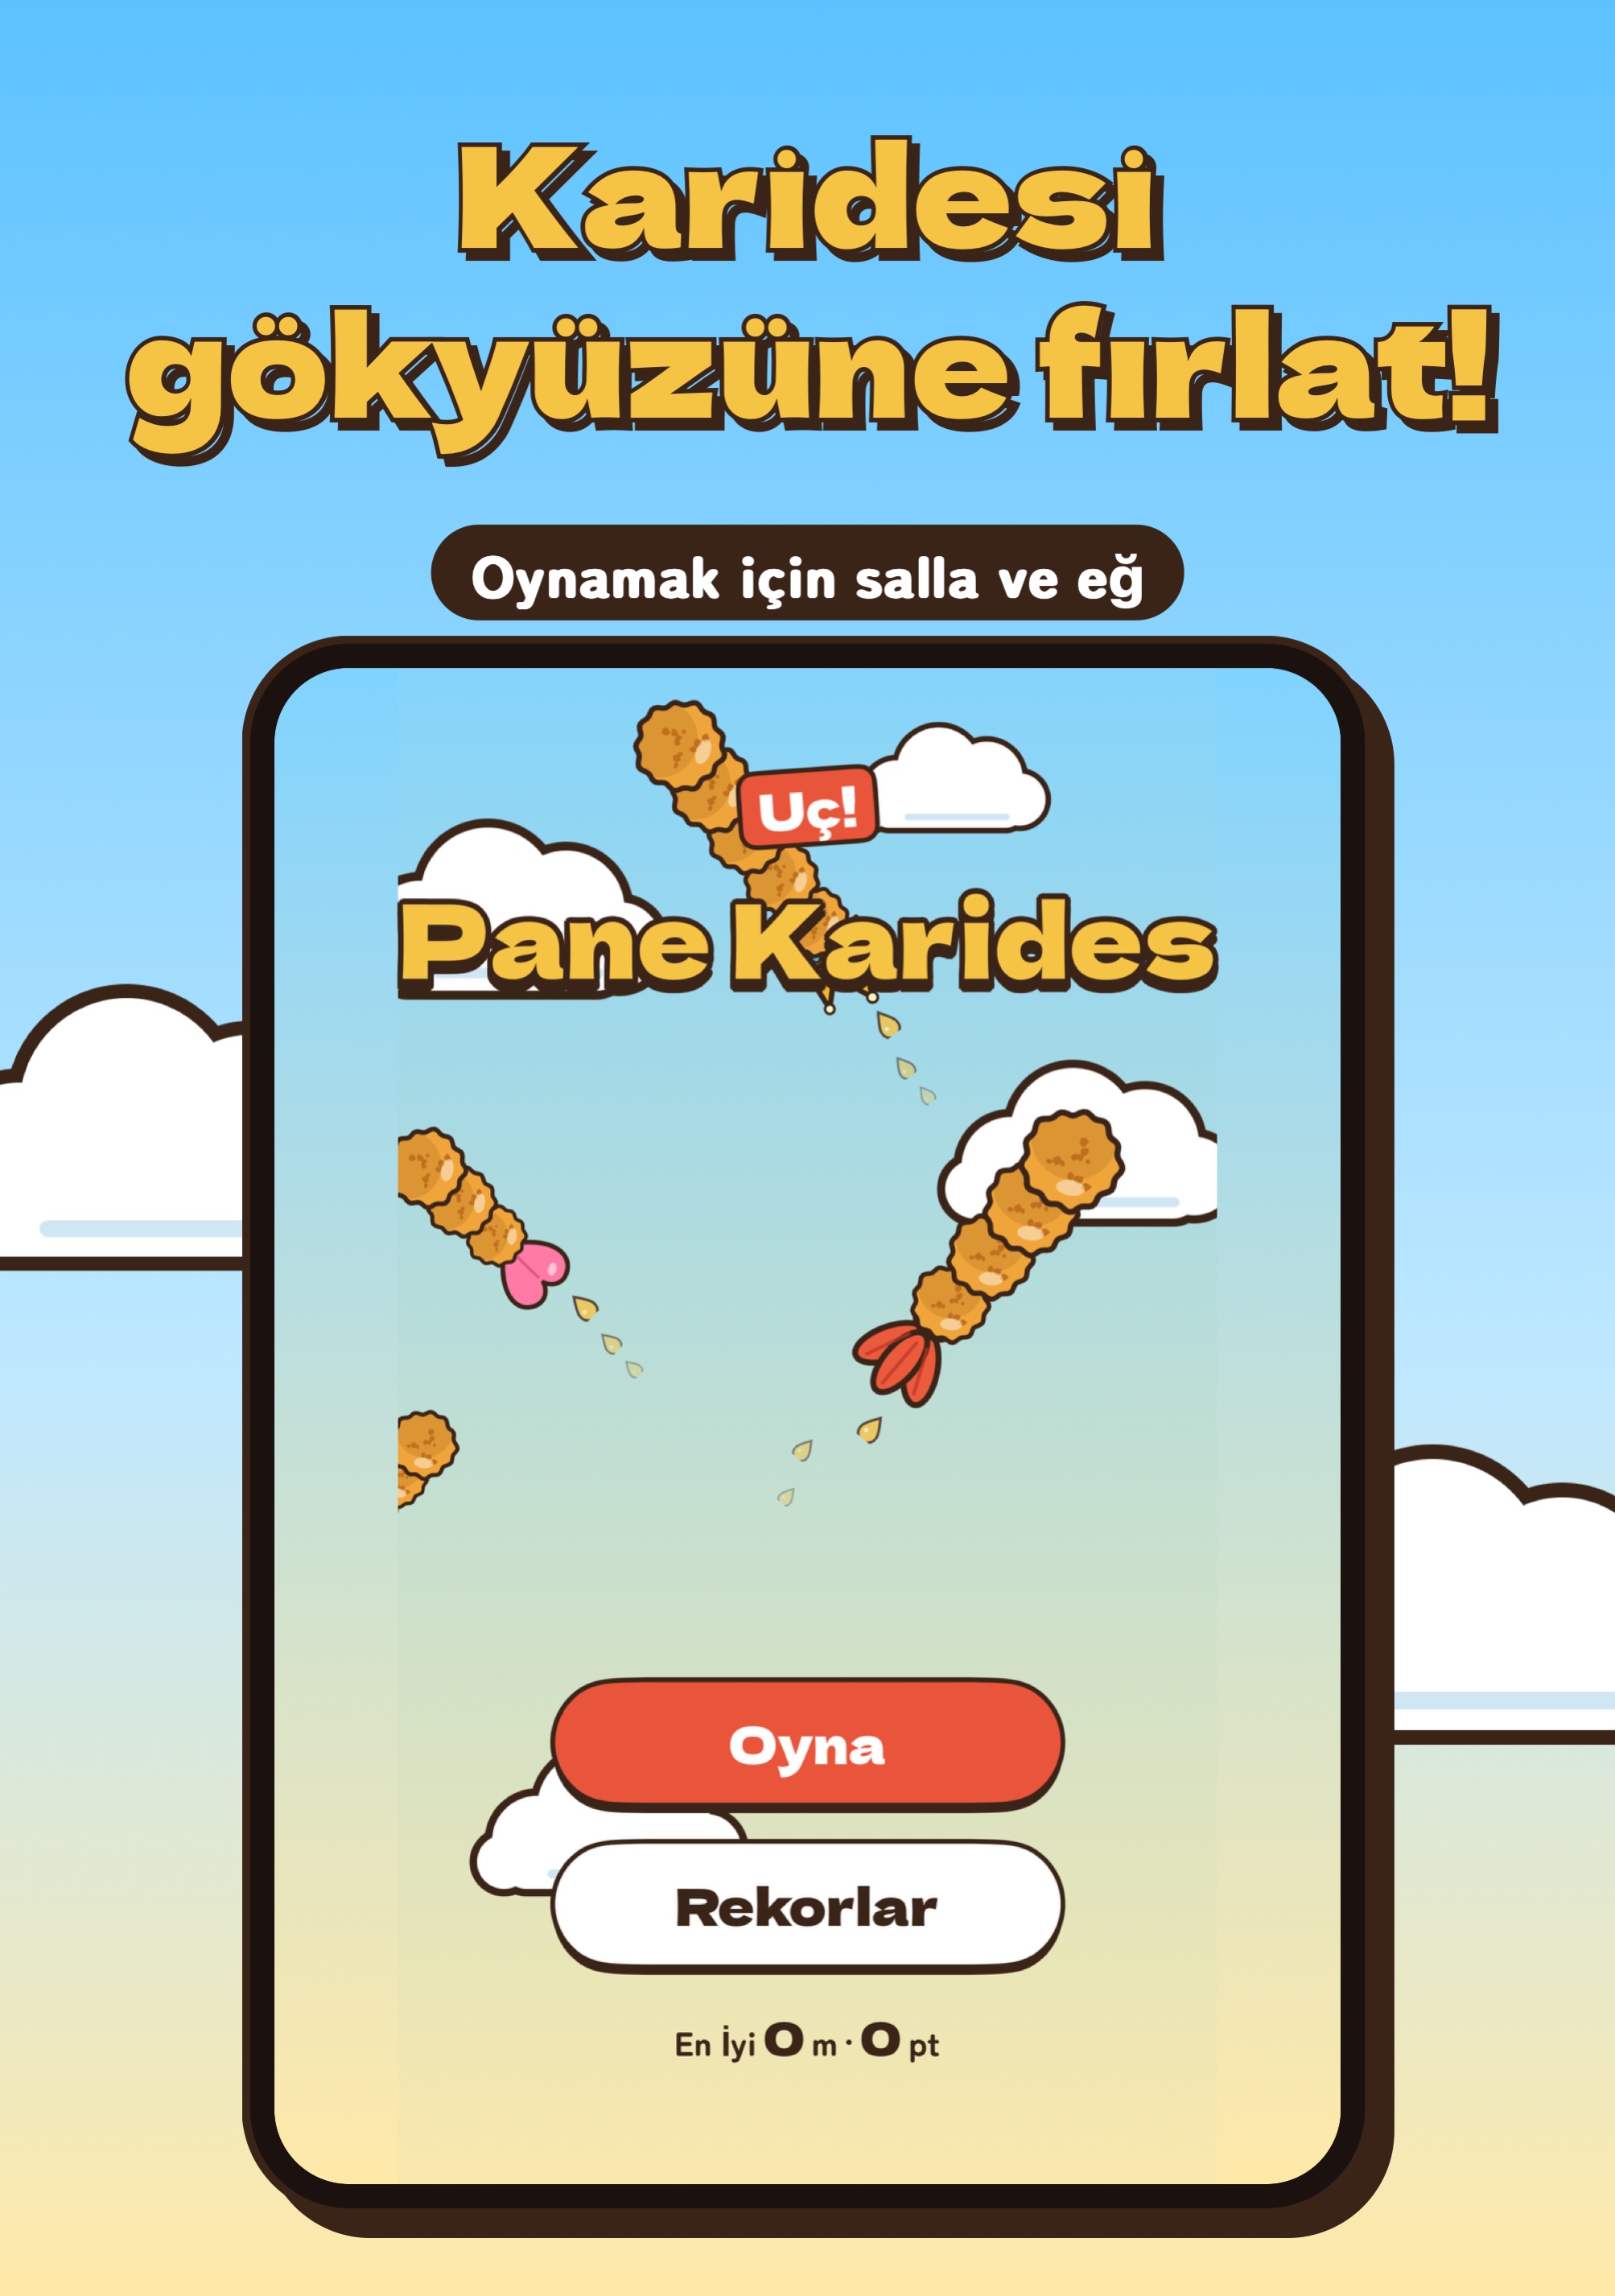 Karidesi
gökyüzüne fırlat!
Oynamak için salla ve eğ
Uç!
Pane Karides
Oyna
Rekorlar
En İyi 0 m · 0 pt